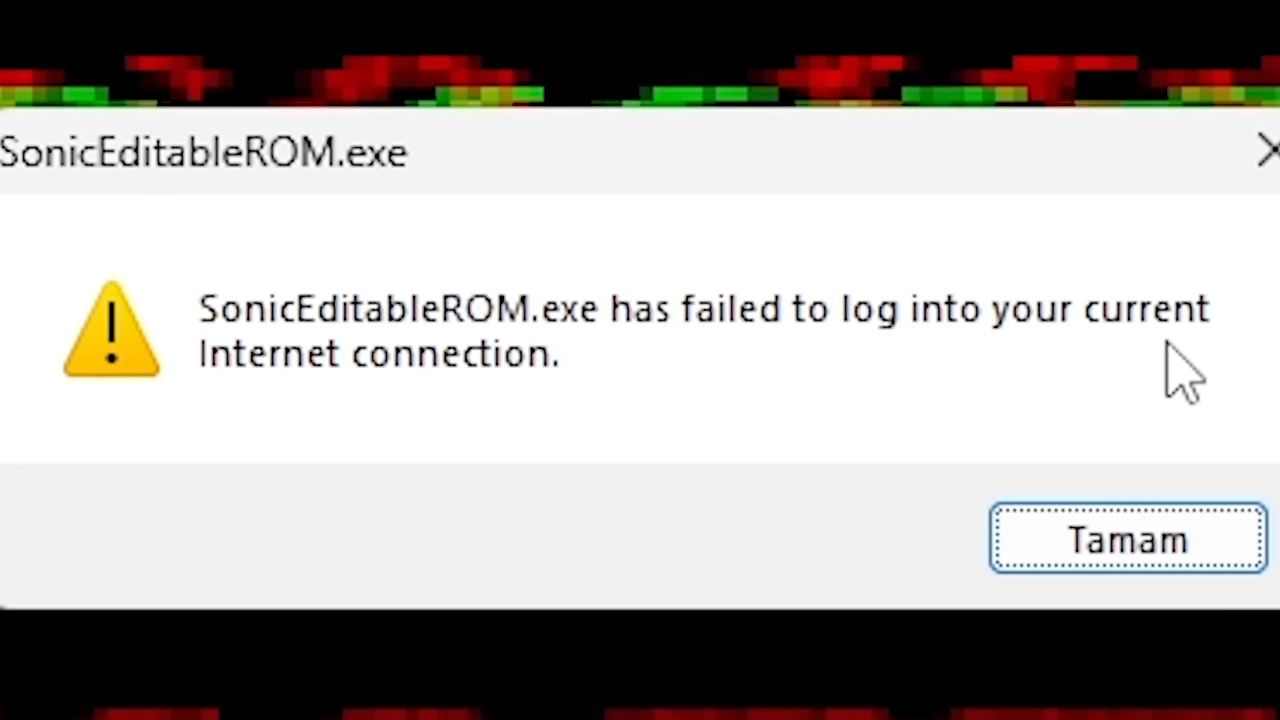 SonicEditableROM.exe
SonicEditableROM.exe has failed to log into your current
Internet connection.
Tamam